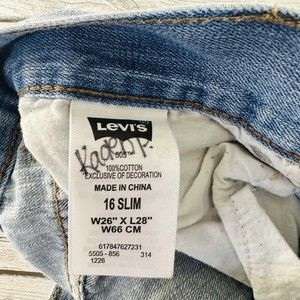 LEVI'S
505™
100%COTTON
EXCLUSIVE OF DECORATION
MADE IN CHINA
16 SLIM
W26" X L28"
W66 CM
617847627231
5505-856 314
1226